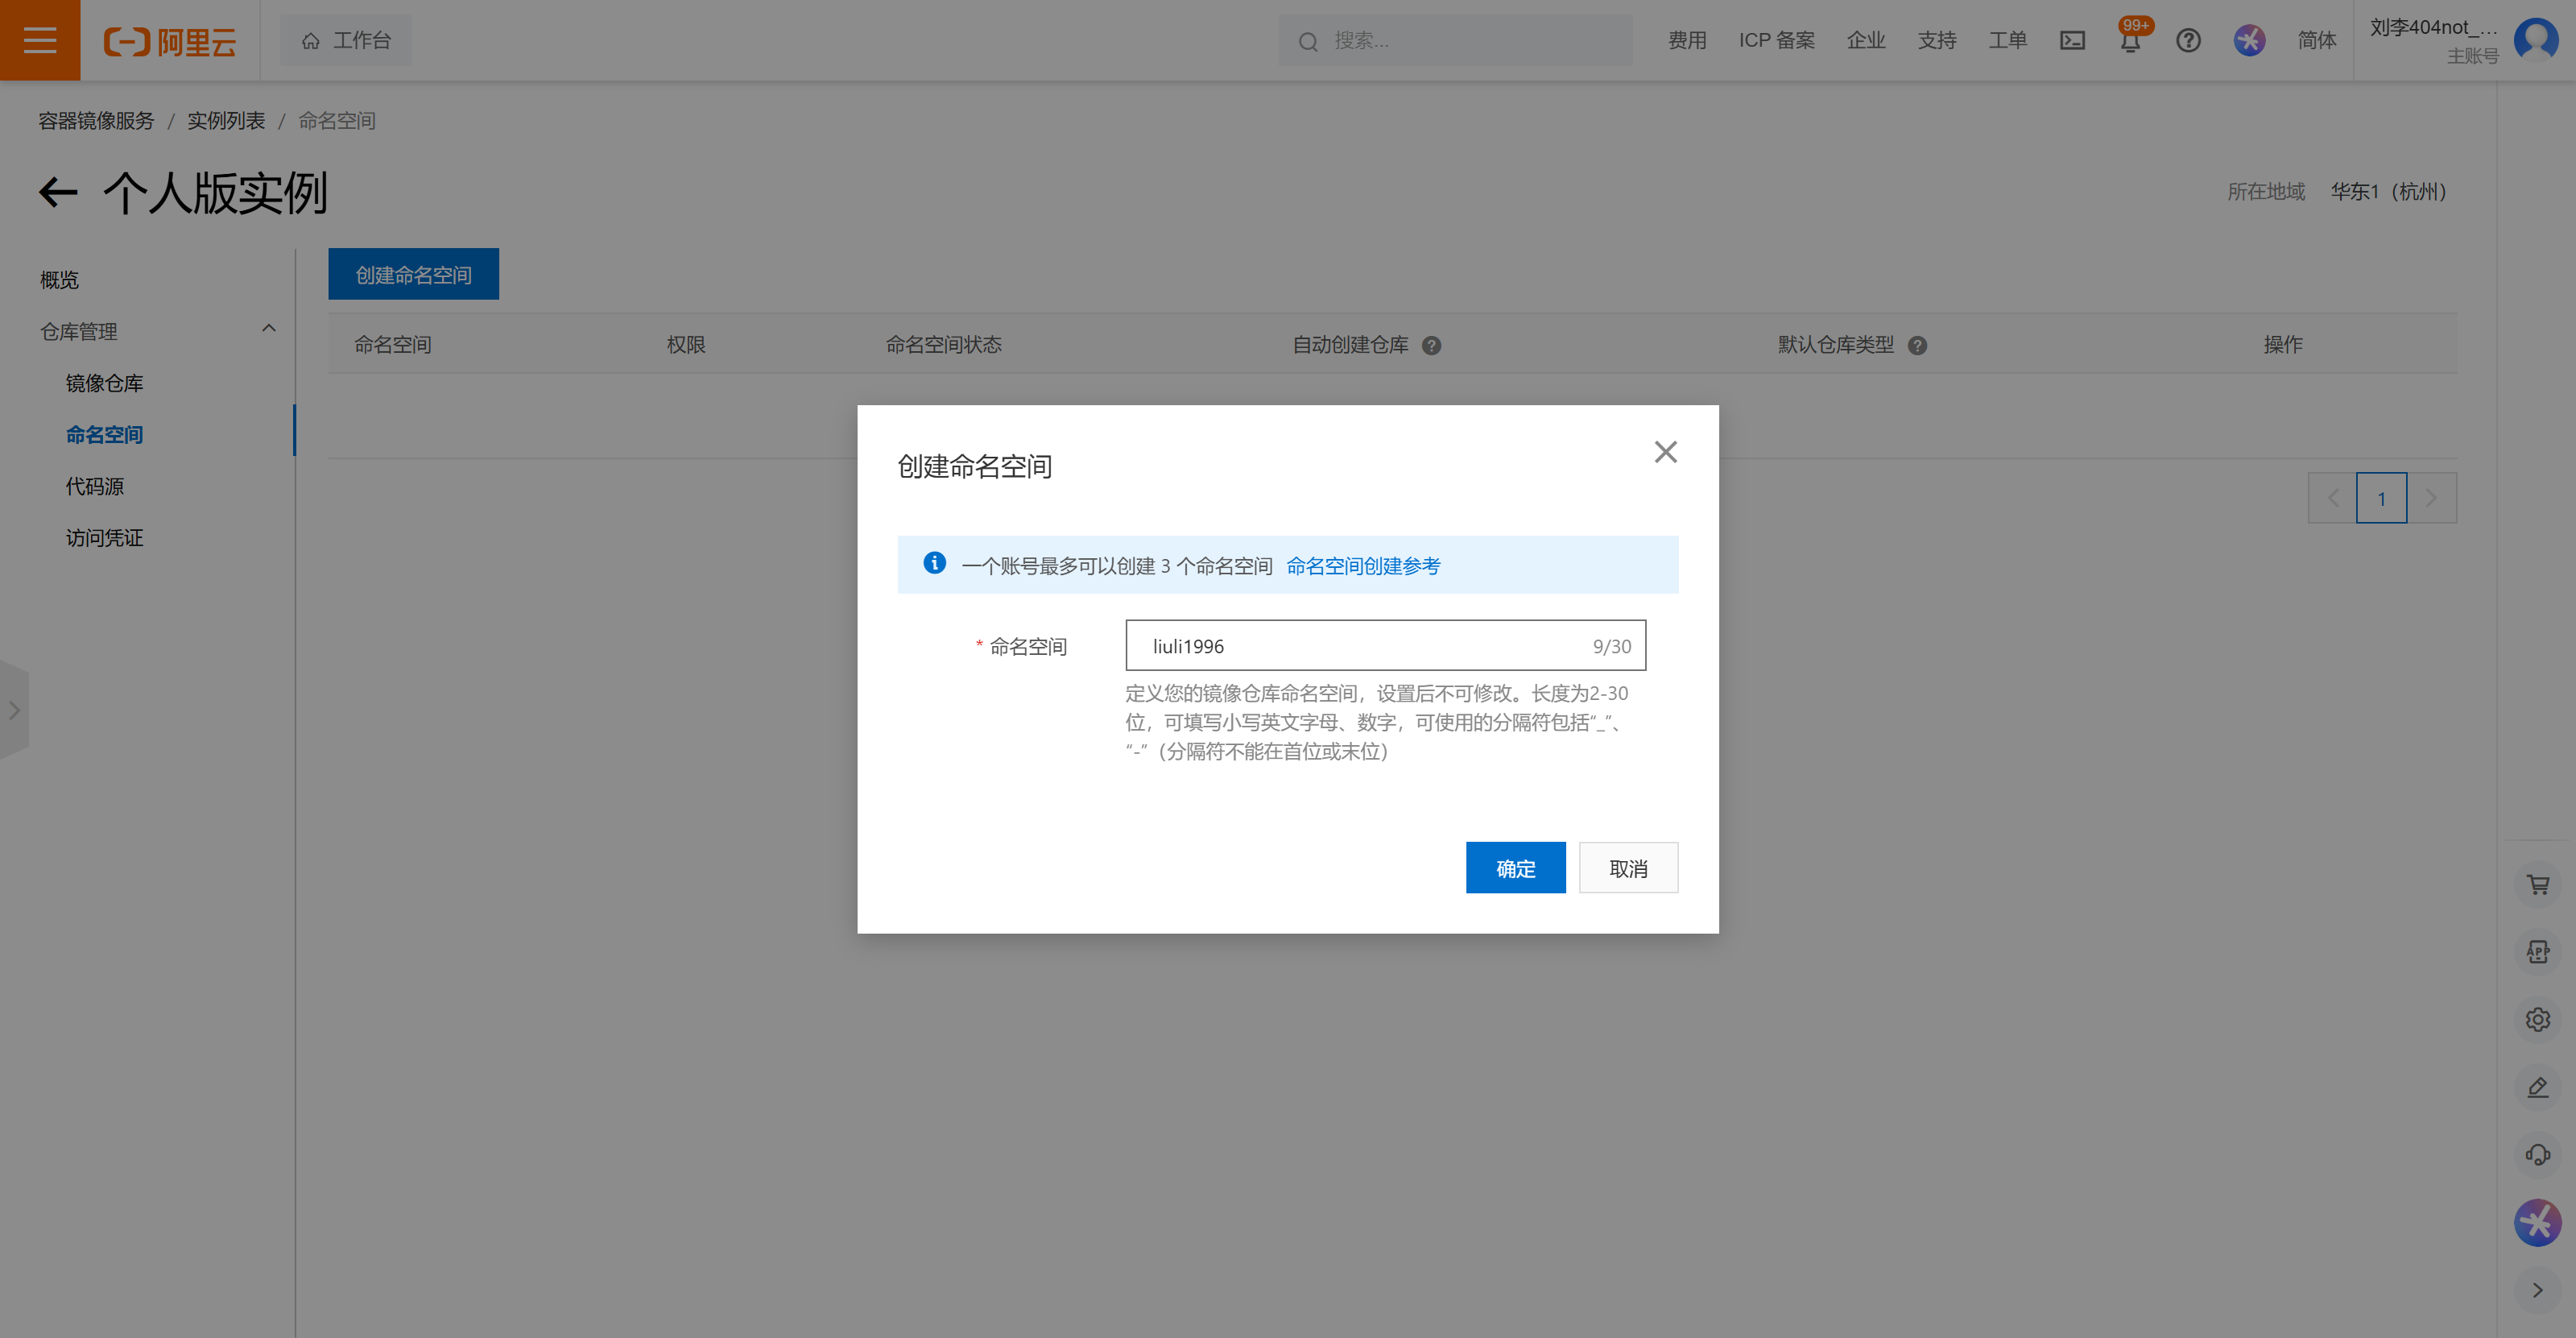 阿里云
工作台
搜索...
费用
ICP 备案
企业
支持
工单
99+
简体
刘李404not_...
主账号
容器镜像服务 / 实例列表 / 命名空间
个人版实例
所在地域 华东1（杭州）
概览
仓库管理
镜像仓库
命名空间
代码源
访问凭证
创建命名空间
命名空间 权限 命名空间状态 自动创建仓库 默认仓库类型 操作
1
创建命名空间
一个账号最多可以创建 3 个命名空间 命名空间创建参考
* 命名空间
liuli1996
9/30
定义您的镜像仓库命名空间，设置后不可修改。长度为2-30
位，可填写小写英文字母、数字，可使用的分隔符包括“_”、
“-”（分隔符不能在首位或末位）
确定
取消
APP